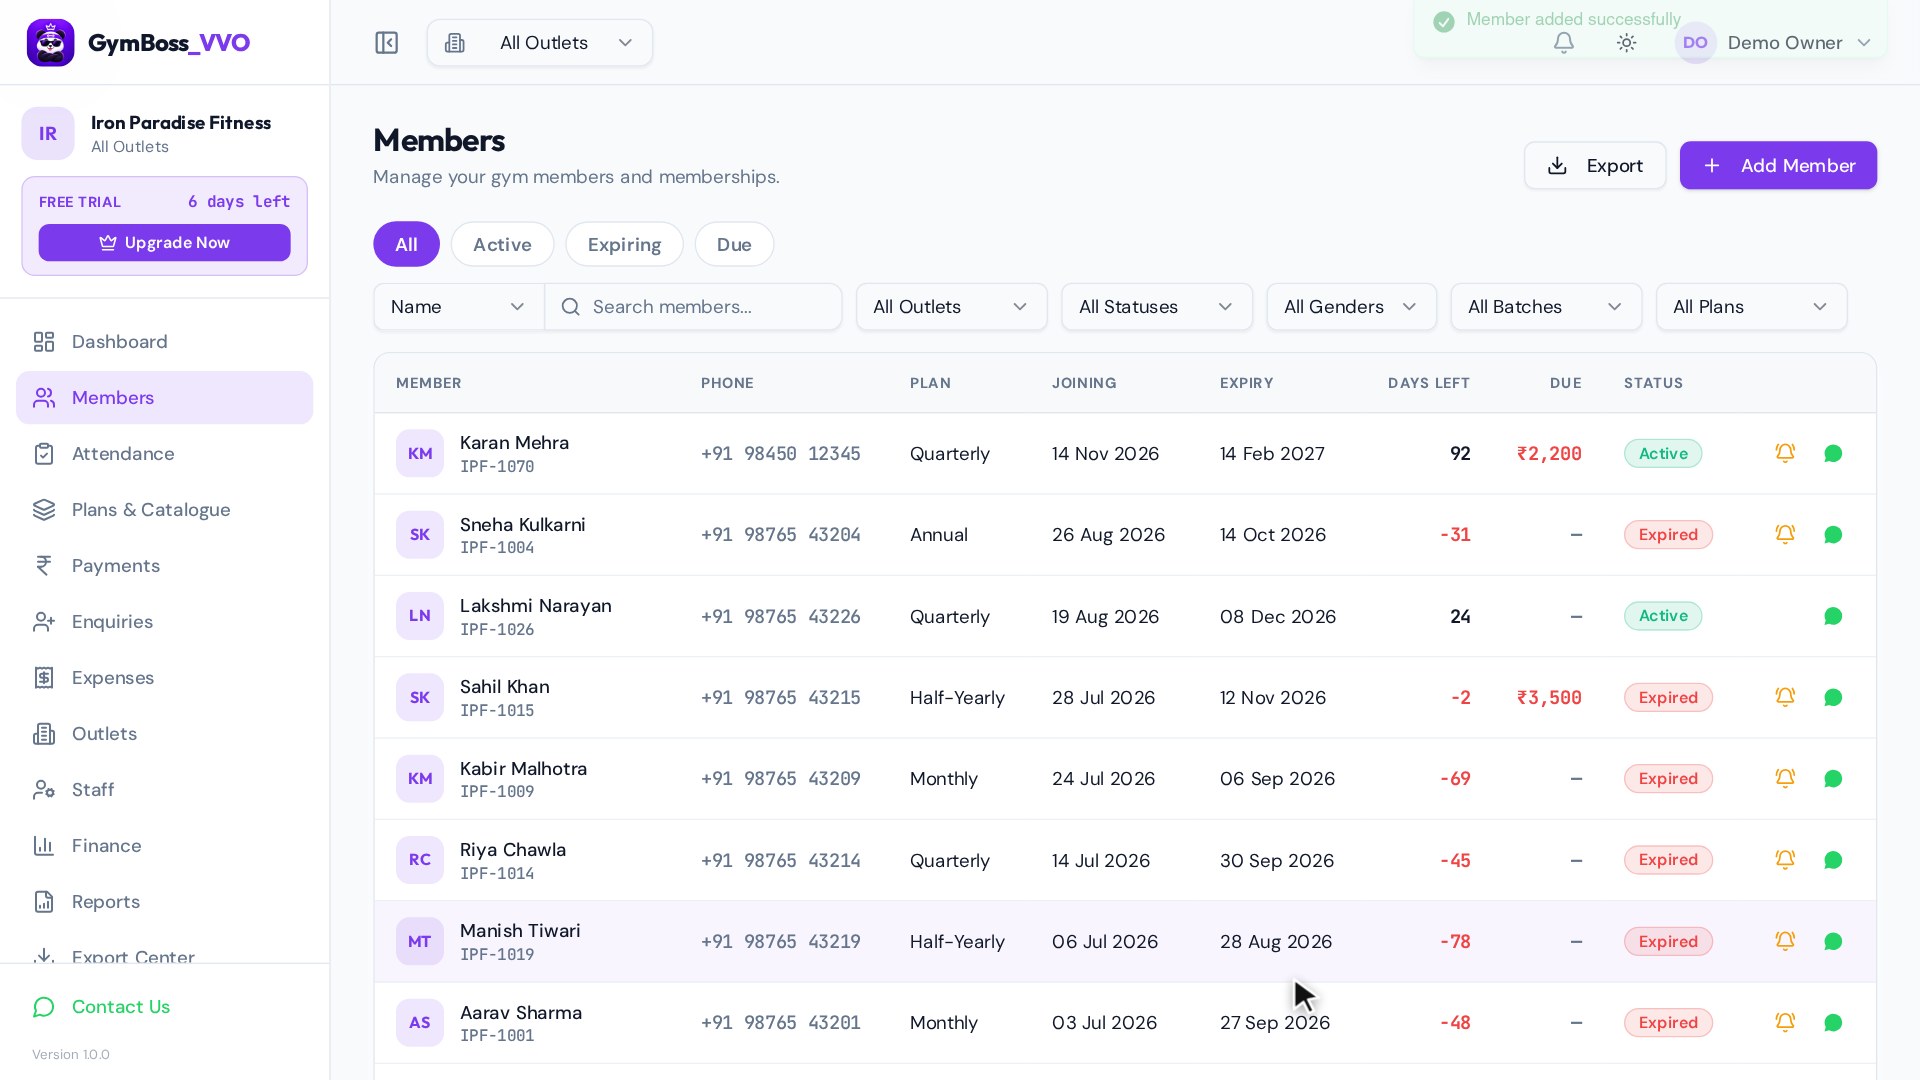 GymBoss_VVO
All Outlets
Member added successfully
DO Demo Owner
IR Iron Paradise Fitness
All Outlets
FREE TRIAL 6 days left
Upgrade Now
Dashboard
Members
Attendance
Plans & Catalogue
Payments
Enquiries
Expenses
Outlets
Staff
Finance
Reports
Export Center
Contact Us
Version 1.0.0
Members
Manage your gym members and memberships.
Export
Add Member
All Active Expiring Due
Name Search members... All Outlets All Statuses All Genders All Batches All Plans
MEMBER PHONE PLAN JOINING EXPIRY DAYS LEFT DUE STATUS
KM Karan Mehra +91 98450 12345 Quarterly 14 Nov 2026 14 Feb 2027 92 ₹2,200 Active
IPF-1070
SK Sneha Kulkarni +91 98765 43204 Annual 26 Aug 2026 14 Oct 2026 -31 — Expired
IPF-1004
LN Lakshmi Narayan +91 98765 43226 Quarterly 19 Aug 2026 08 Dec 2026 24 — Active
IPF-1026
SK Sahil Khan +91 98765 43215 Half-Yearly 28 Jul 2026 12 Nov 2026 -2 ₹3,500 Expired
IPF-1015
KM Kabir Malhotra +91 98765 43209 Monthly 24 Jul 2026 06 Sep 2026 -69 — Expired
IPF-1009
RC Riya Chawla +91 98765 43214 Quarterly 14 Jul 2026 30 Sep 2026 -45 — Expired
IPF-1014
MT Manish Tiwari +91 98765 43219 Half-Yearly 06 Jul 2026 28 Aug 2026 -78 — Expired
IPF-1019
AS Aarav Sharma +91 98765 43201 Monthly 03 Jul 2026 27 Sep 2026 -48 — Expired
IPF-1001